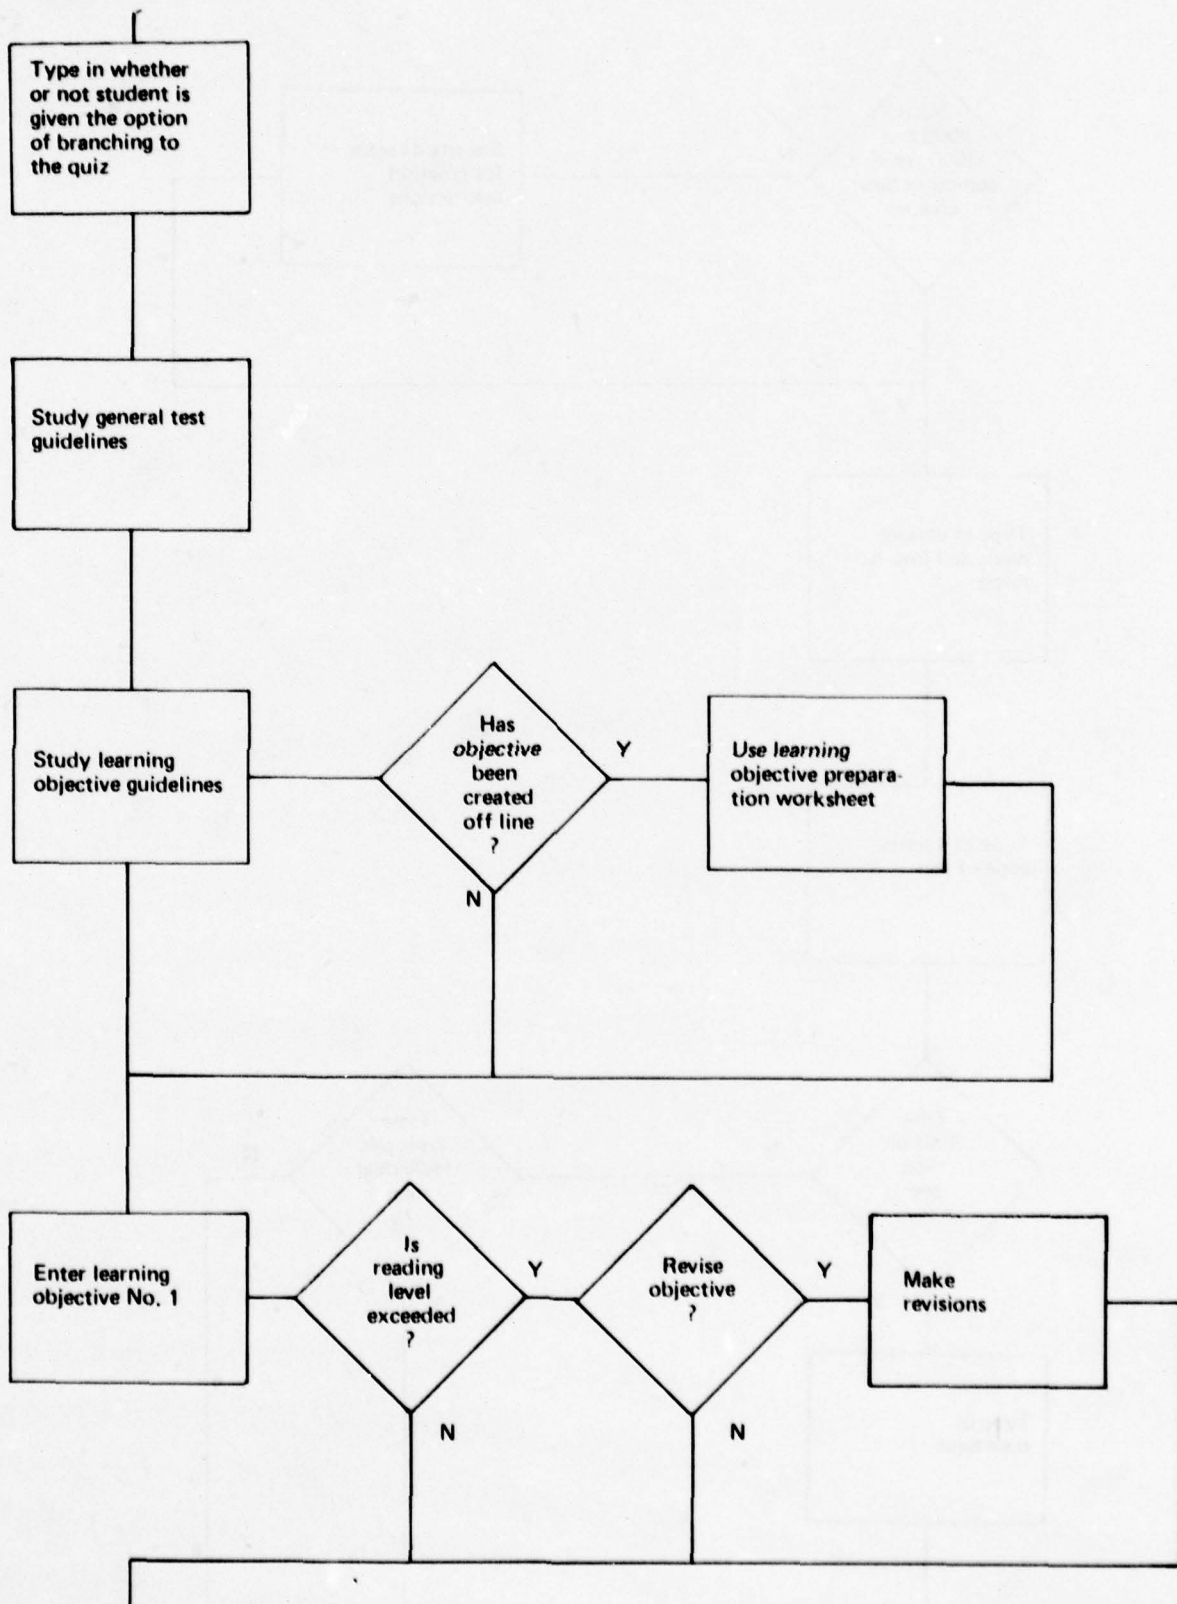 Type in whether
or not student is
given the option
of branching to
the quiz
Study general test
guidelines
Study learning
objective guidelines
Has
objective
been
created
off line
?
Y
N
Use learning
objective prepara-
tion worksheet
Enter learning
objective No. 1
Is
reading
level
exceeded
?
Y
N
Revise
objective
?
Y
N
Make
revisions